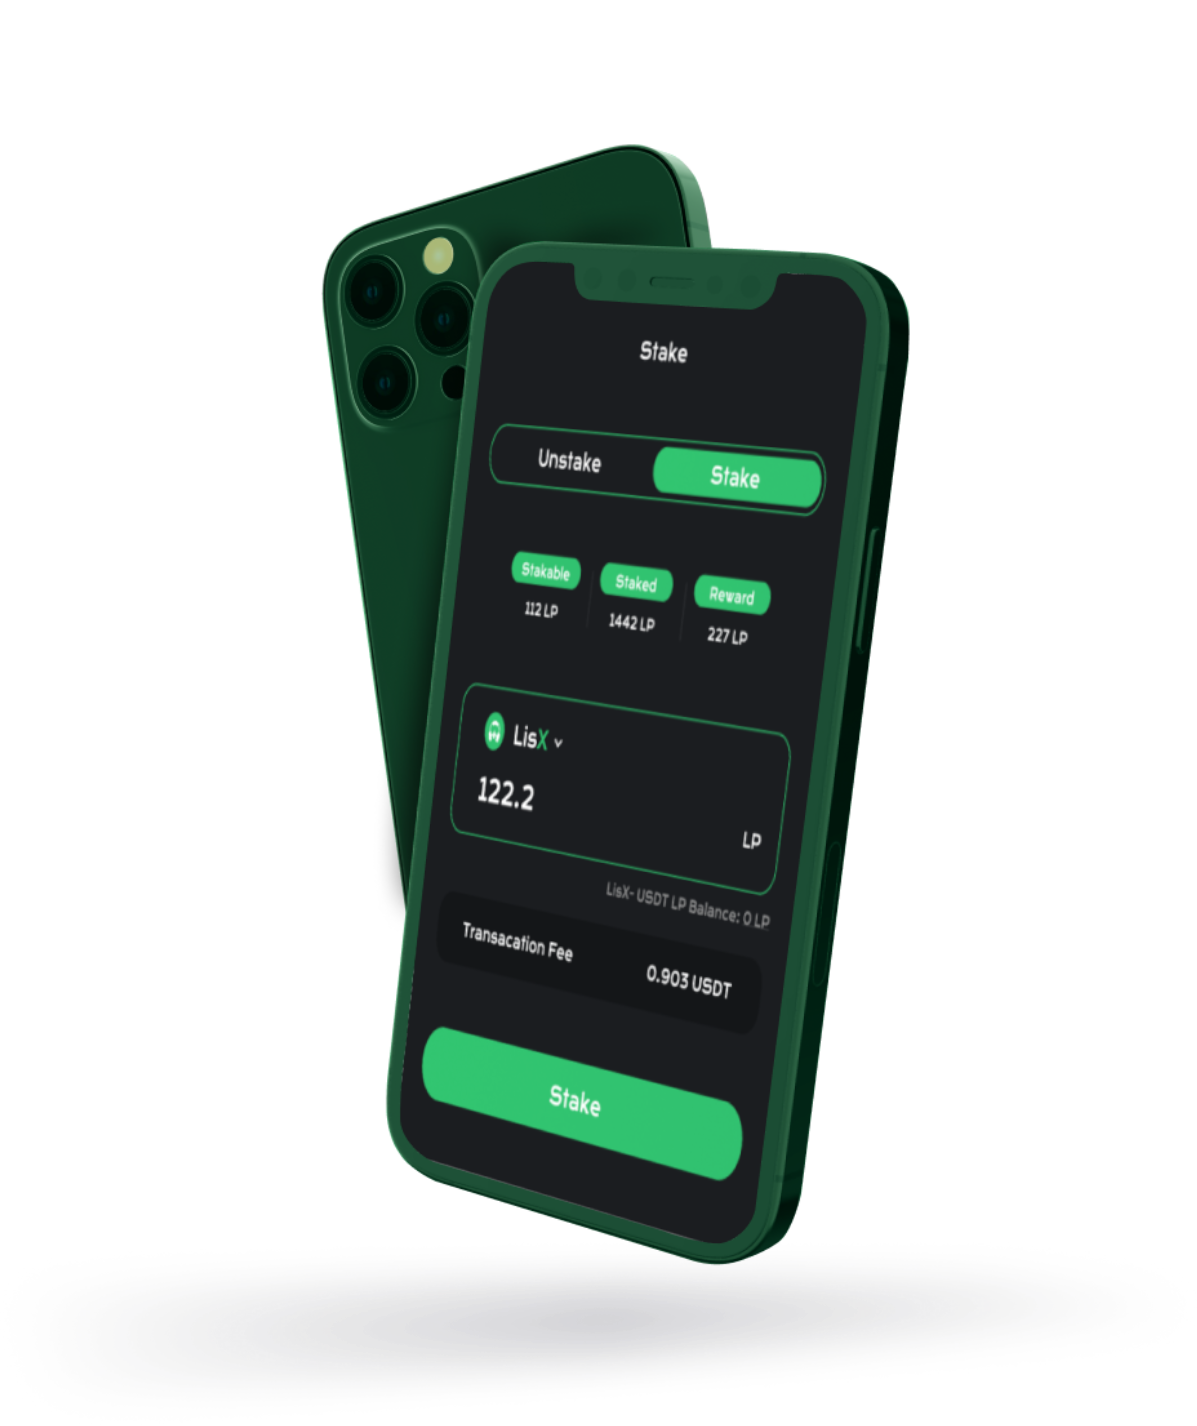 Stake
Unstake Stake
Stakable Staked Reward
112 LP 1442 LP 227 LP
LisX
122.2
LP
LisX- USDT LP Balance: 0 LP
Transacation Fee 0.903 USDT
Stake